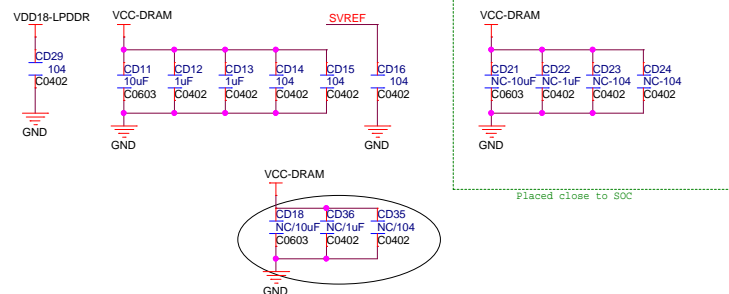 VDD18-LPDDR
CD29
104
C0402
GND
VCC-DRAM
SVREF
CD11
10uF
C0603
CD12
1uF
C0402
CD13
1uF
C0402
CD14
104
C0402
CD15
104
C0402
CD16
104
C0402
GND
GND
VCC-DRAM
CD21
NC-10uF
C0603
CD22
NC-1uF
C0402
CD23
NC-104
C0402
CD24
NC-104
C0402
GND
Placed close to SOC
VCC-DRAM
CD18
NC/10uF
C0603
CD36
NC/1uF
C0402
CD35
NC/104
C0402
GND